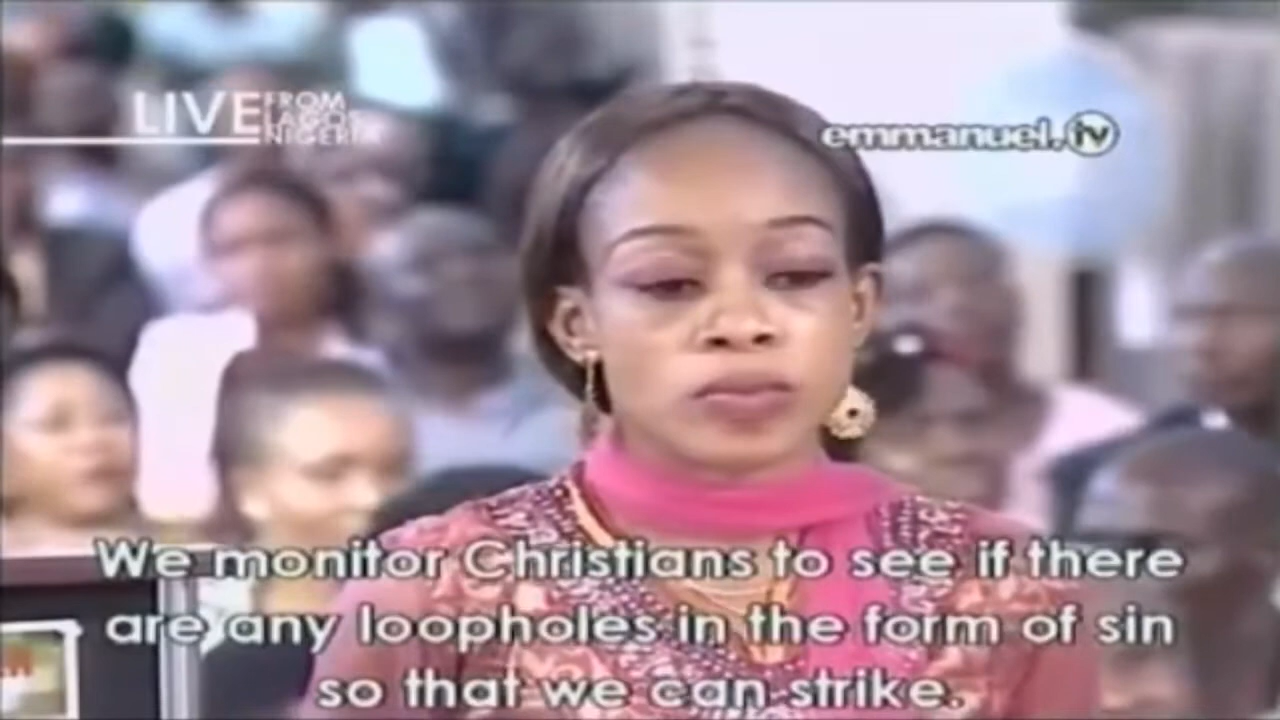 LIVE FROM
LAGOS
NIGERIA
emmanuel.tv
We monitor Christians to see if there
are any loopholes in the form of sin
so that we can strike.